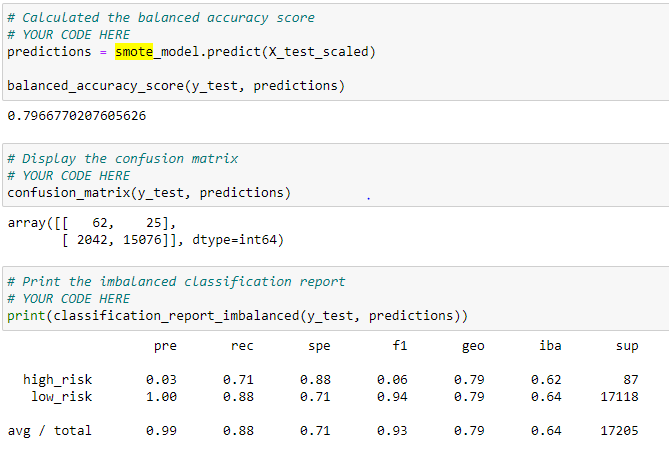 # Calculated the balanced accuracy score
# YOUR CODE HERE
predictions = smote_model.predict(X_test_scaled)
balanced_accuracy_score(y_test, predictions)
0.7966770207605626
# Display the confusion matrix
# YOUR CODE HERE
confusion_matrix(y_test, predictions)
array([[   62,    25],
       [ 2042, 15076]], dtype=int64)
# Print the imbalanced classification report
# YOUR CODE HERE
print(classification_report_imbalanced(y_test, predictions))
pre rec spe f1 geo iba sup
high_risk 0.03 0.71 0.88 0.06 0.79 0.62 87
low_risk 1.00 0.88 0.71 0.94 0.79 0.64 17118
avg / total 0.99 0.88 0.71 0.93 0.79 0.64 17205